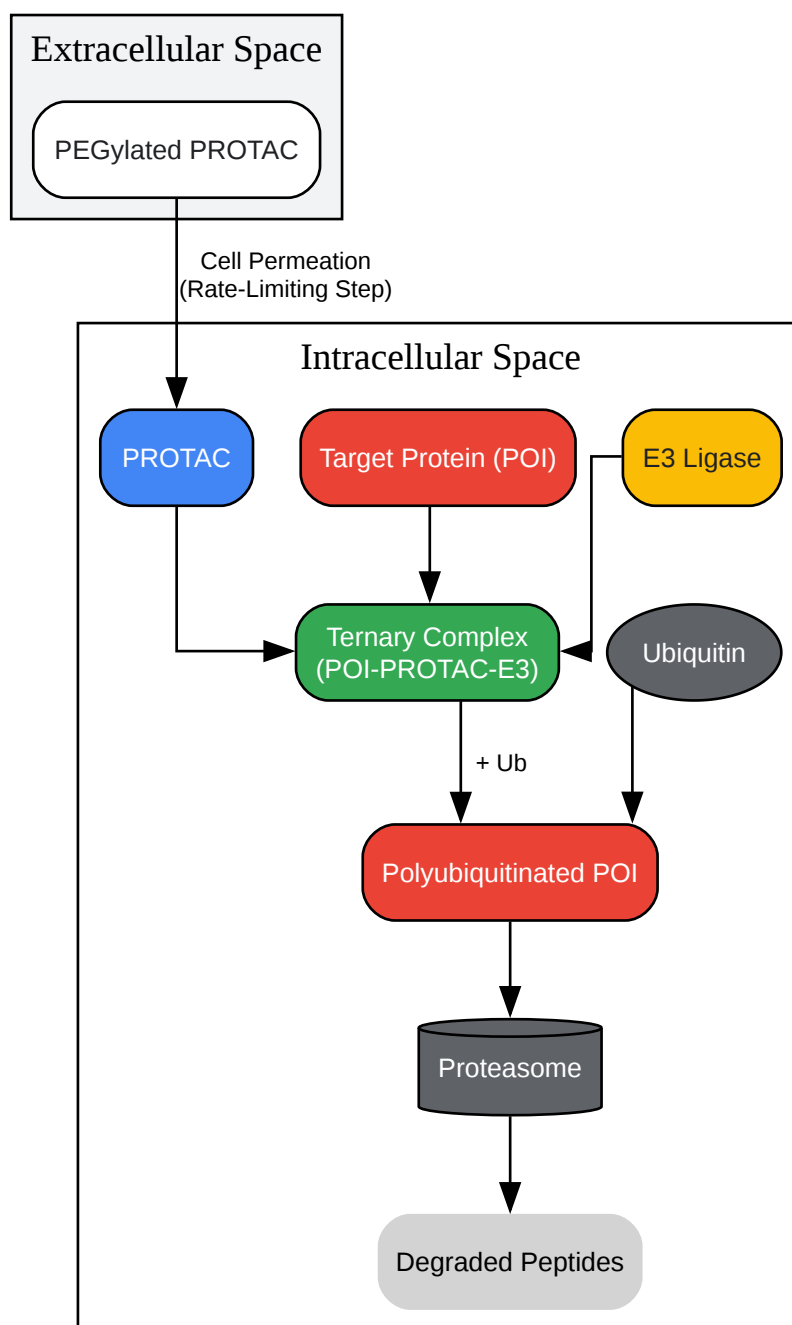 Extracellular Space
PEGylated PROTAC
Cell Permeation
(Rate-Limiting Step)
Intracellular Space
PROTAC
Target Protein (POI)
E3 Ligase
Ternary Complex
(POI-PROTAC-E3)
Ubiquitin
+ Ub
Polyubiquitinated POI
Proteasome
Degraded Peptides